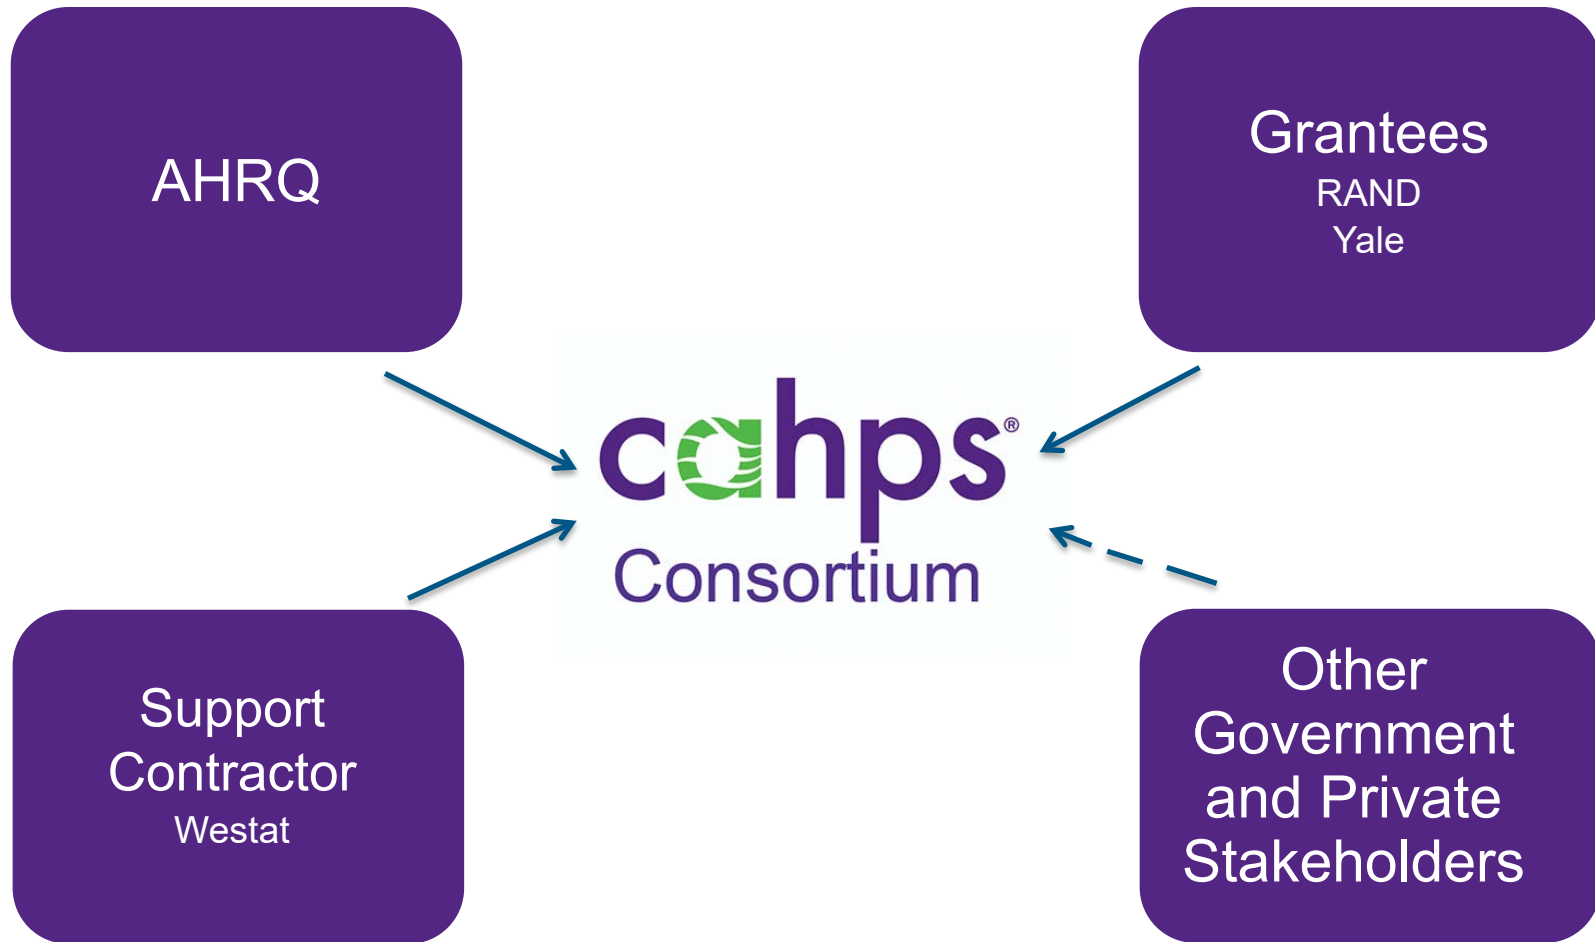 AHRQ
Grantees
RAND
Yale
cahps®
Consortium
Support
Contractor
Westat
Other
Government
and Private
Stakeholders